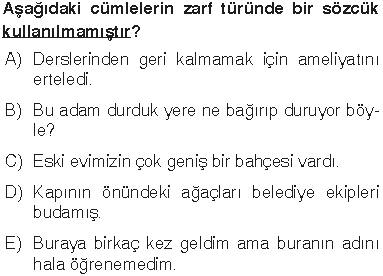 Aşağıdaki cümlelerin zarf türünde bir sözcük
kullanılmamıştır?
A) Derslerinden geri kalmamak için ameliyatını
erteledi.
B) Bu adam durduk yere ne bağırıp duruyor böy-
le?
C) Eski evimizin çok geniş bir bahçesi vardı.
D) Kapının önündeki ağaçları belediye ekipleri
budamış.
E) Buraya birkaç kez geldim ama buranın adını
hala öğrenemedim.